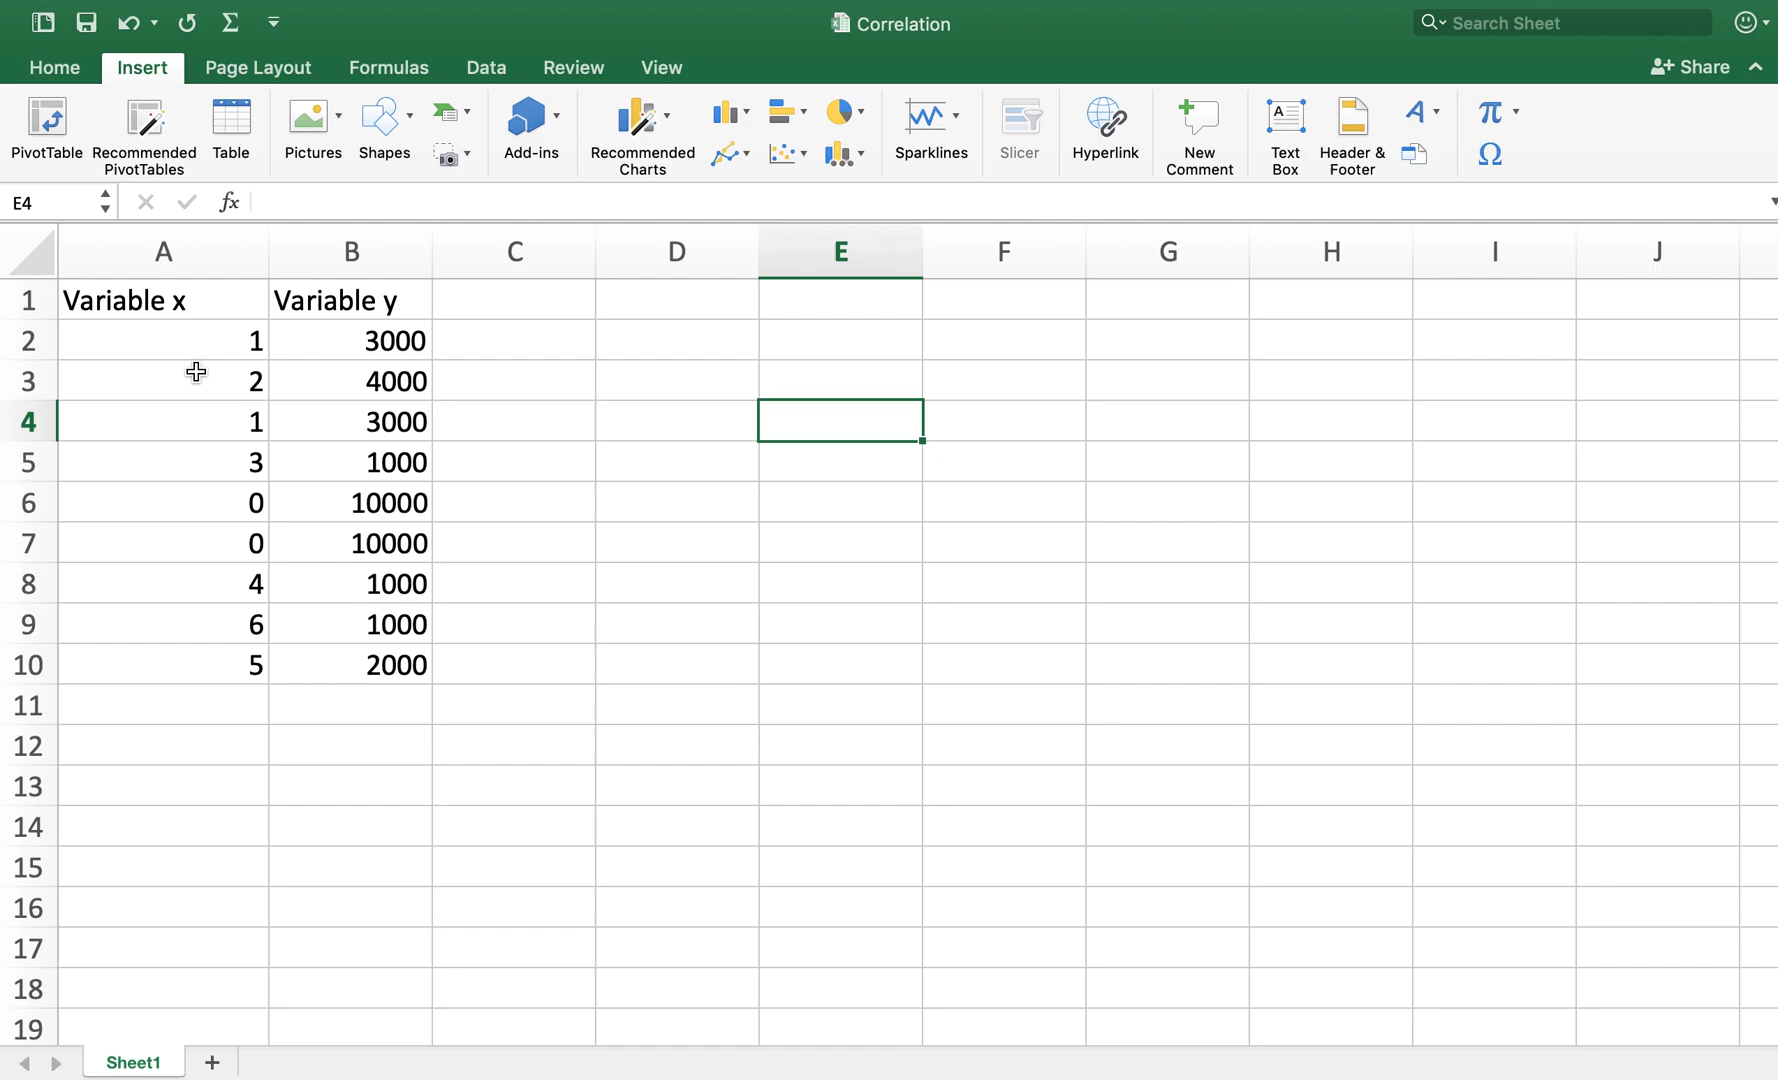 Correlation
Search Sheet
Home Insert Page Layout Formulas Data Review View
Share
PivotTable
Recommended
PivotTables
Table
Pictures
Shapes
Add-ins
Recommended
Charts
Sparklines
Slicer
Hyperlink
New
Comment
Text
Box
Header &
Footer
E4 fx
A B C D E F G H I J
1 Variable x Variable y
2 1 3000
3 2 4000
4 1 3000
5 3 1000
6 0 10000
7 0 10000
8 4 1000
9 6 1000
10 5 2000
11
12
13
14
15
16
17
18
19
Sheet1